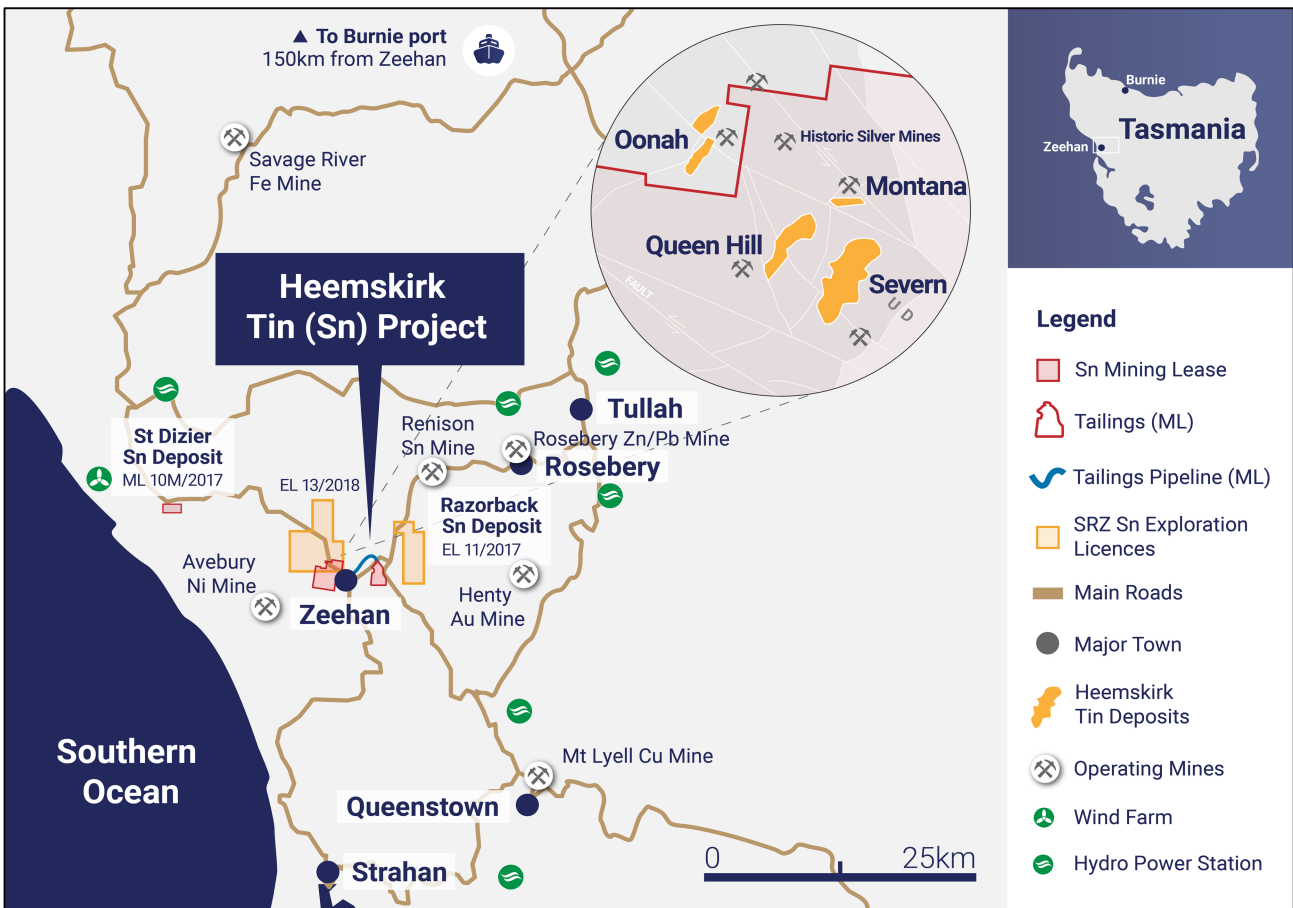 ▲ To Burnie port
150km from Zeehan
Savage River
Fe Mine
Heemskirk
Tin (Sn) Project
Oonah
Historic Silver Mines
Montana
Queen Hill
Severn
FAULT
U D
Burnie
Tasmania
Zeehan
Tullah
Renison
Sn Mine
Rosebery Zn/Pb Mine
Rosebery
St Dizier
Sn Deposit
ML 10M/2017
EL 13/2018
Razorback
Sn Deposit
EL 11/2017
Avebury
Ni Mine
Zeehan
Henty
Au Mine
Southern
Ocean
Mt Lyell Cu Mine
Queenstown
Strahan
0 25km
Legend
Sn Mining Lease
Tailings (ML)
Tailings Pipeline (ML)
SRZ Sn Exploration
Licences
Main Roads
Major Town
Heemskirk
Tin Deposits
Operating Mines
Wind Farm
Hydro Power Station